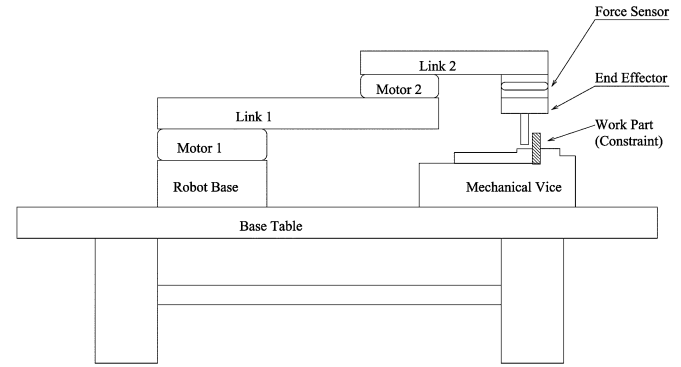 Force Sensor
Link 2
End Effector
Motor 2
Link 1
Work Part
(Constraint)
Motor 1
Robot Base
Mechanical Vice
Base Table